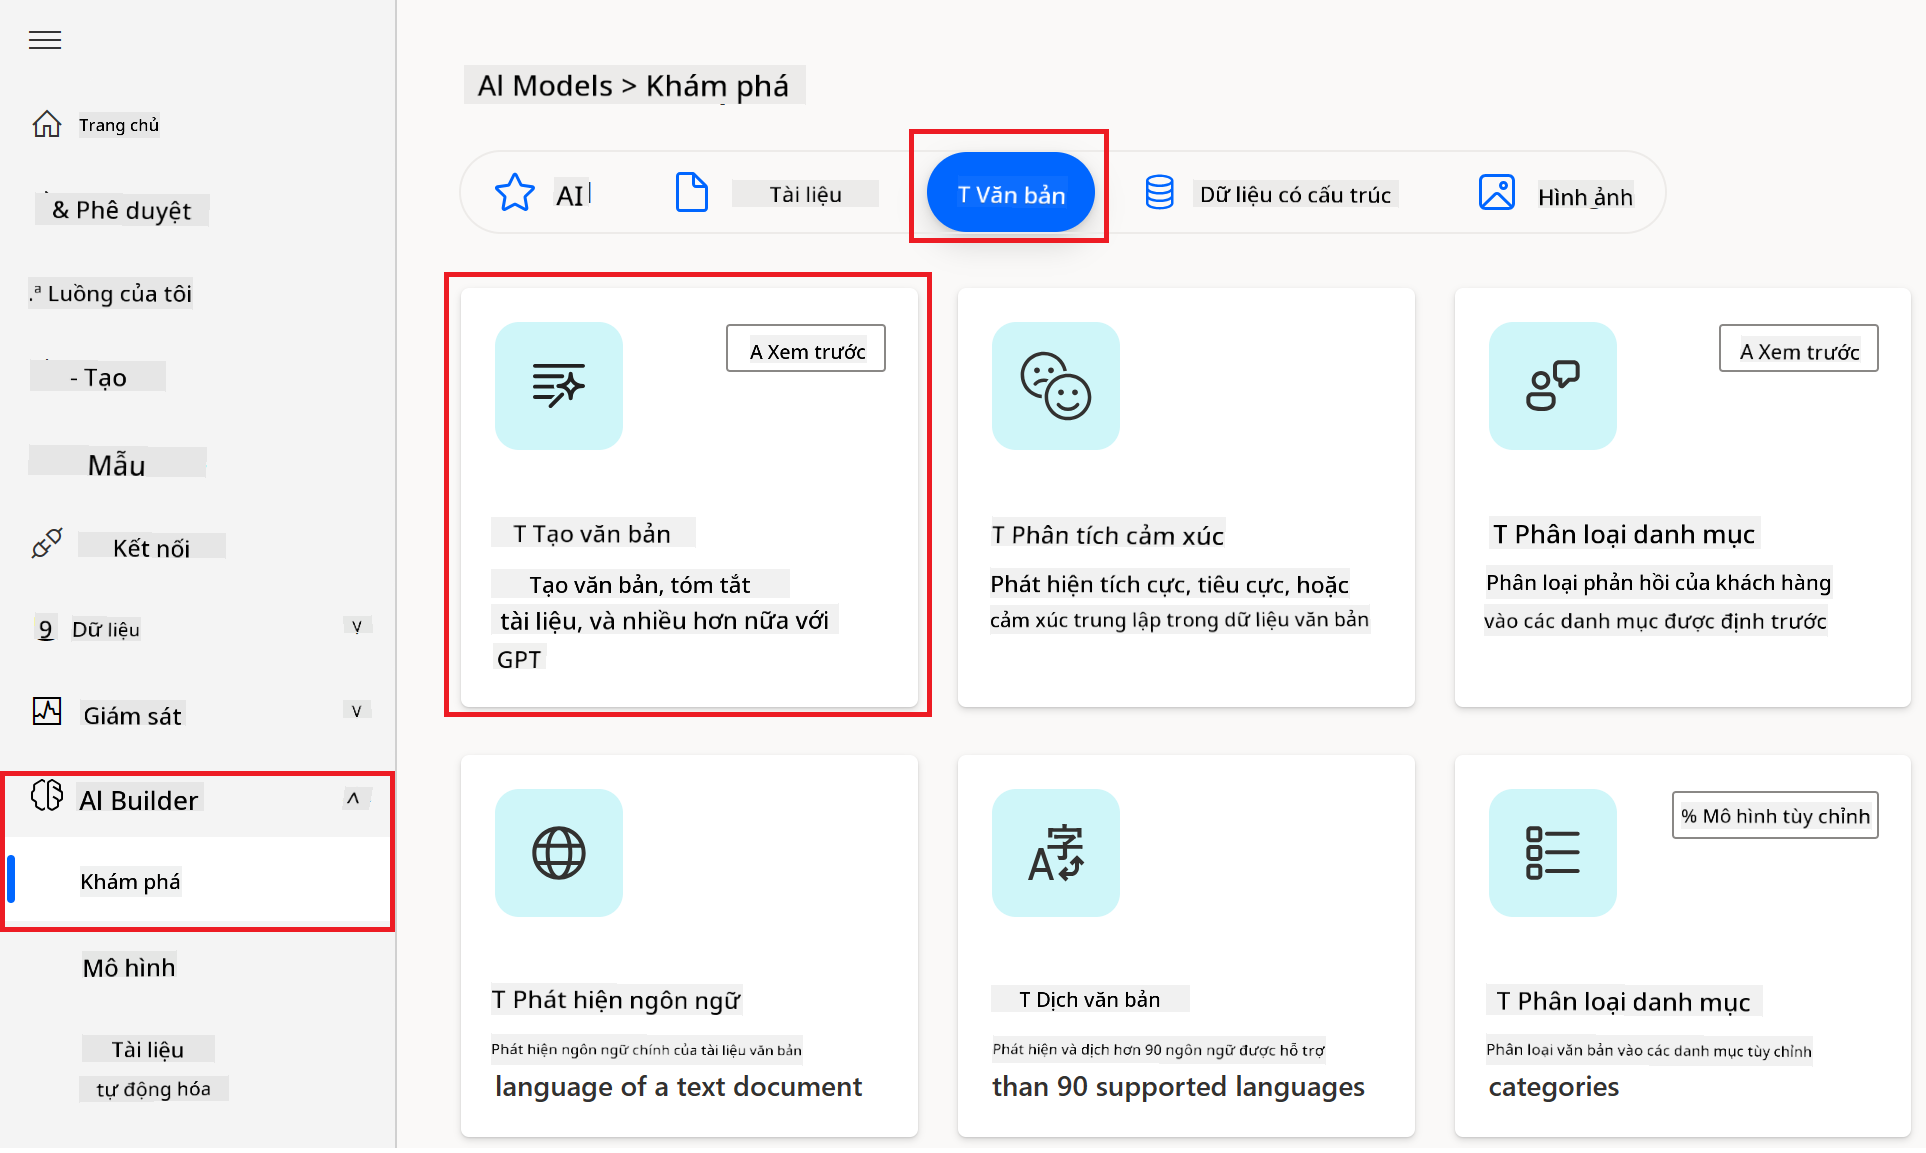 Trang chủ
& Phê duyệt
.ª Luồng của tôi
- Tạo
Mẫu
Kết nối
9 Dữ liệu
Giám sát
AI Builder
Khám phá
Mô hình
Tài liệu
tự động hóa
AI Models > Khám phá
AI
Tài liệu
T Văn bản
Dữ liệu có cấu trúc
Hình ảnh
A Xem trước
T Tạo văn bản
Tạo văn bản, tóm tắt
tài liệu, và nhiều hơn nữa với
GPT
T Phân tích cảm xúc
Phát hiện tích cực, tiêu cực, hoặc
cảm xúc trung lập trong dữ liệu văn bản
A Xem trước
T Phân loại danh mục
Phân loại phản hồi của khách hàng
vào các danh mục được định trước
T Phát hiện ngôn ngữ
Phát hiện ngôn ngữ chính của tài liệu văn bản
language of a text document
T Dịch văn bản
Phát hiện và dịch hơn 90 ngôn ngữ được hỗ trợ
than 90 supported languages
% Mô hình tùy chỉnh
T Phân loại danh mục
Phân loại văn bản vào các danh mục tùy chỉnh
categories